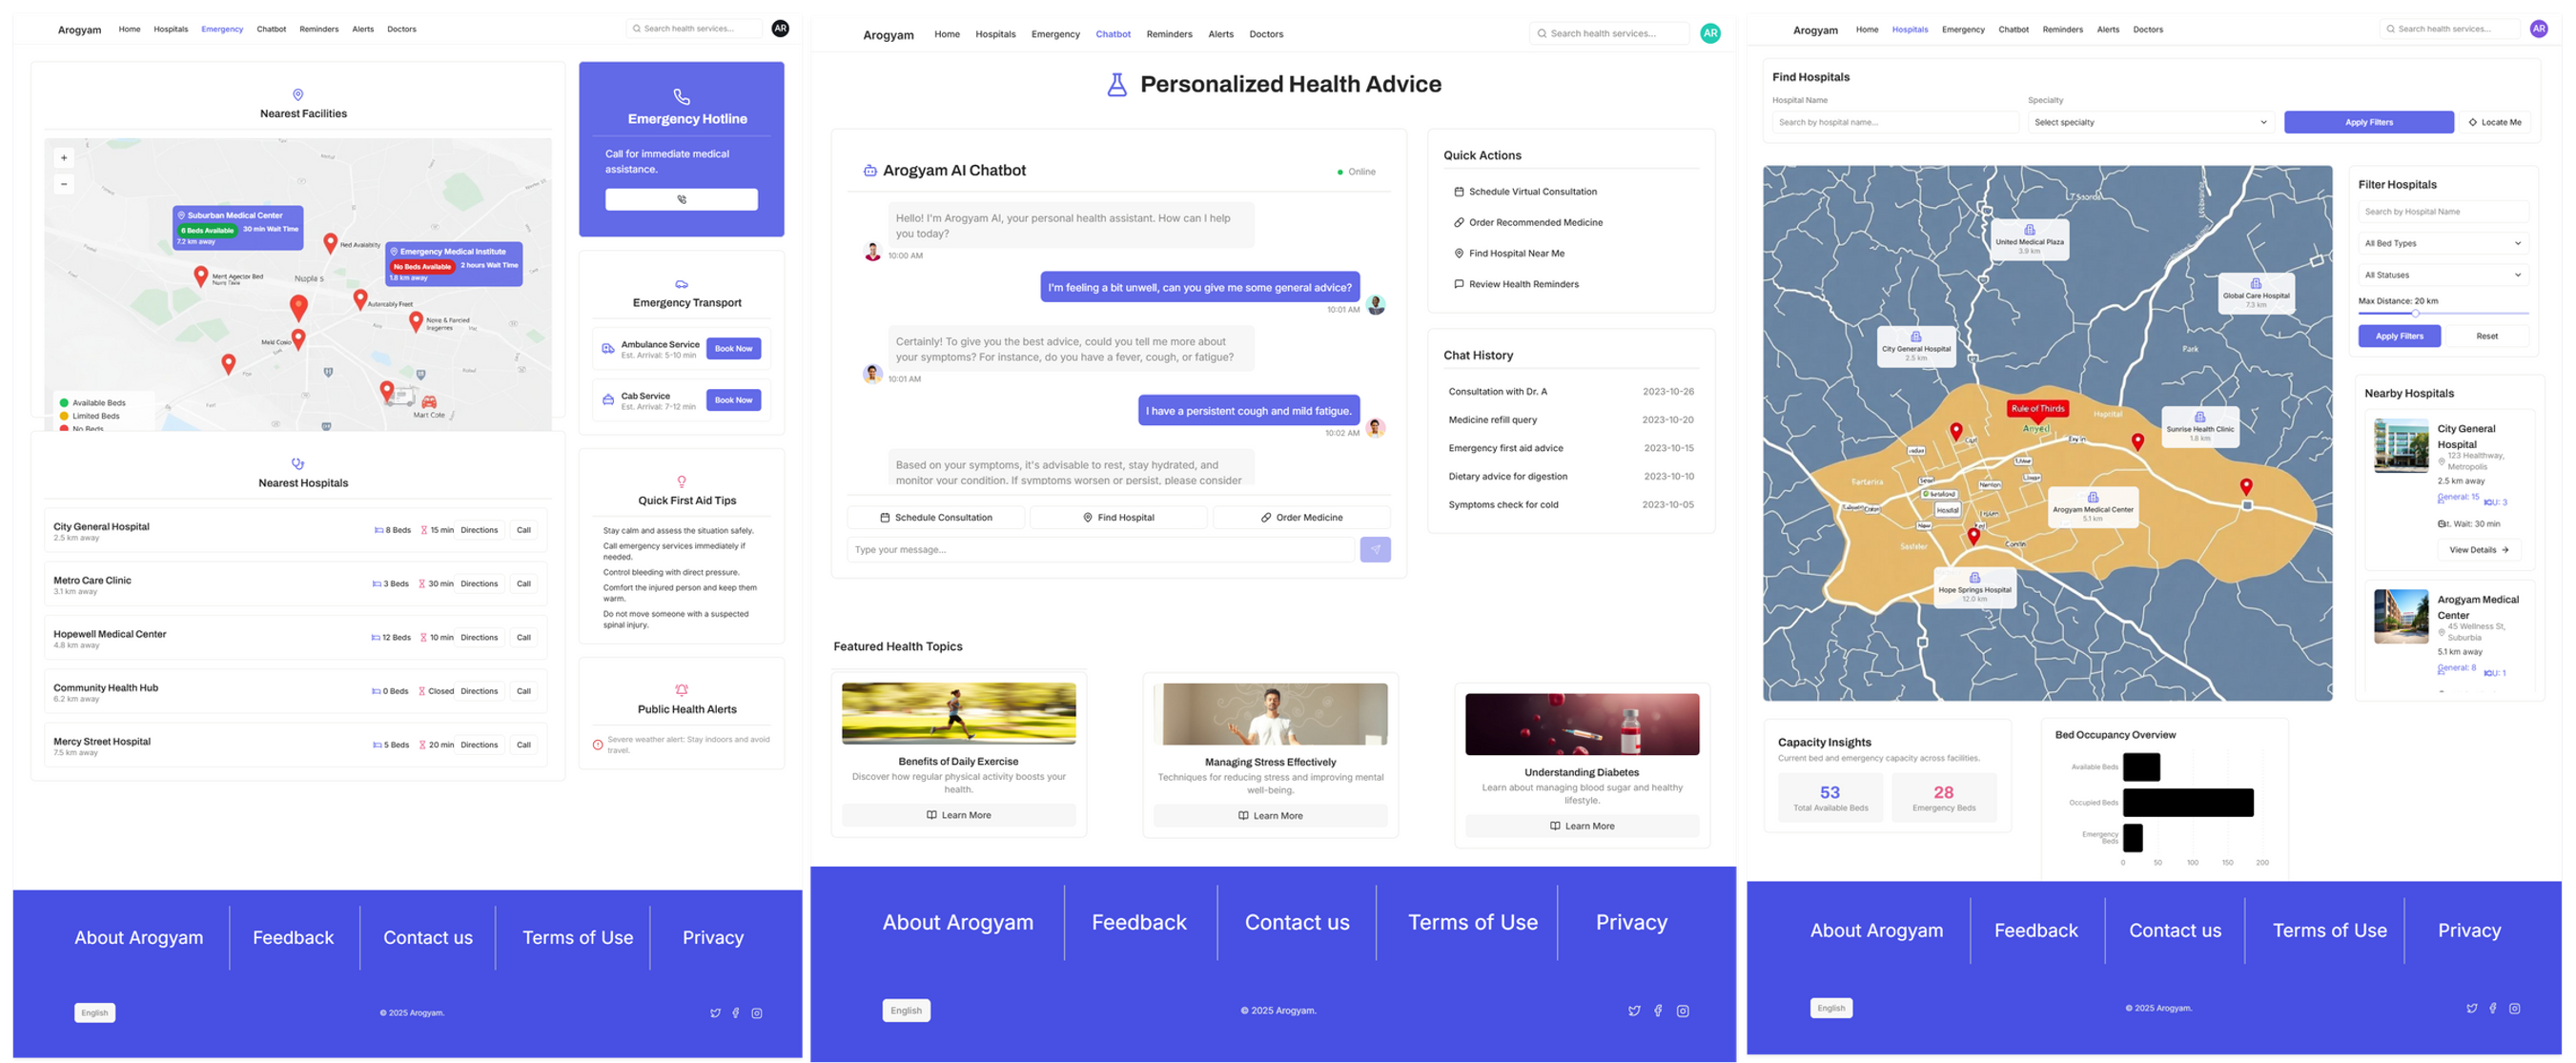 Arogyam Home Hospitals Emergency Chatbot Reminders Alerts Doctors Search health services... AR
Nearest Facilities
+
−
Suburban Medical Center
6 Beds Available 30 min Wait Time
7.2 km away
Emergency Medical Institute
No Beds Available 2 hours Wait Time
1.8 km away
Available Beds
Limited Beds
No Beds
Nearest Hospitals
City General Hospital
2.5 km away
8 Beds 15 min Directions Call
Metro Care Clinic
3.1 km away
3 Beds 30 min Directions Call
Hopewell Medical Center
4.8 km away
12 Beds 10 min Directions Call
Community Health Hub
6.2 km away
0 Beds Closed Directions Call
Mercy Street Hospital
7.5 km away
5 Beds 20 min Directions Call
Emergency Hotline
Call for immediate medical
assistance.
Emergency Transport
Ambulance Service
Est. Arrival: 5-10 min
Book Now
Cab Service
Est. Arrival: 7-12 min
Book Now
Quick First Aid Tips
Stay calm and assess the situation safely.
Call emergency services immediately if
needed.
Control bleeding with direct pressure.
Comfort the injured person and keep them
warm.
Do not move someone with a suspected
spinal injury.
Public Health Alerts
Severe weather alert: Stay indoors and avoid
travel.
About Arogyam Feedback Contact us Terms of Use Privacy
English © 2025 Arogyam.
Arogyam Home Hospitals Emergency Chatbot Reminders Alerts Doctors Search health services... AR
Personalized Health Advice
Arogyam AI Chatbot Online
Hello! I'm Arogyam AI, your personal health assistant. How can I help
you today?
10:00 AM
I'm feeling a bit unwell, can you give me some general advice?
10:01 AM
Certainly! To give you the best advice, could you tell me more about
your symptoms? For instance, do you have a fever, cough, or fatigue?
10:01 AM
I have a persistent cough and mild fatigue.
10:02 AM
Based on your symptoms, it's advisable to rest, stay hydrated, and
monitor your condition. If symptoms worsen or persist, please consider
Schedule Consultation Find Hospital Order Medicine
Type your message...
Quick Actions
Schedule Virtual Consultation
Order Recommended Medicine
Find Hospital Near Me
Review Health Reminders
Chat History
Consultation with Dr. A 2023-10-26
Medicine refill query 2023-10-20
Emergency first aid advice 2023-10-15
Dietary advice for digestion 2023-10-10
Symptoms check for cold 2023-10-05
Featured Health Topics
Benefits of Daily Exercise
Discover how regular physical activity boosts your
health.
Learn More
Managing Stress Effectively
Techniques for reducing stress and improving mental
well-being.
Learn More
Understanding Diabetes
Learn about managing blood sugar and healthy
lifestyle.
Learn More
About Arogyam Feedback Contact us Terms of Use Privacy
English © 2025 Arogyam.
Arogyam Home Hospitals Emergency Chatbot Reminders Alerts Doctors Search health services... AR
Find Hospitals
Hospital Name Specialty
Search by hospital name... Select specialty Apply Filters Locate Me
United Medical Plaza
3.9 km
Global Care Hospital
7.3 km
City General Hospital
2.5 km
Park
Rule of Thirds
Sunrise Health Clinic
1.8 km
Arogyam Medical Center
5.1 km
Hope Springs Hospital
12.0 km
Filter Hospitals
Search by Hospital Name
All Bed Types
All Statuses
Max Distance: 20 km
Apply Filters Reset
Nearby Hospitals
City General
Hospital
123 Healthway,
Metropolis
2.5 km away
General: 15 ICU: 3
Est. Wait: 30 min
View Details
Arogyam Medical
Center
45 Wellness St,
Suburbia
5.1 km away
General: 8 ICU: 1
Capacity Insights
Current bed and emergency capacity across facilities.
53
Total Available Beds
28
Emergency Beds
Bed Occupancy Overview
Available Beds
Occupied Beds
Emergency
Beds
0 50 100 150 200
About Arogyam Feedback Contact us Terms of Use Privacy
English © 2025 Arogyam.